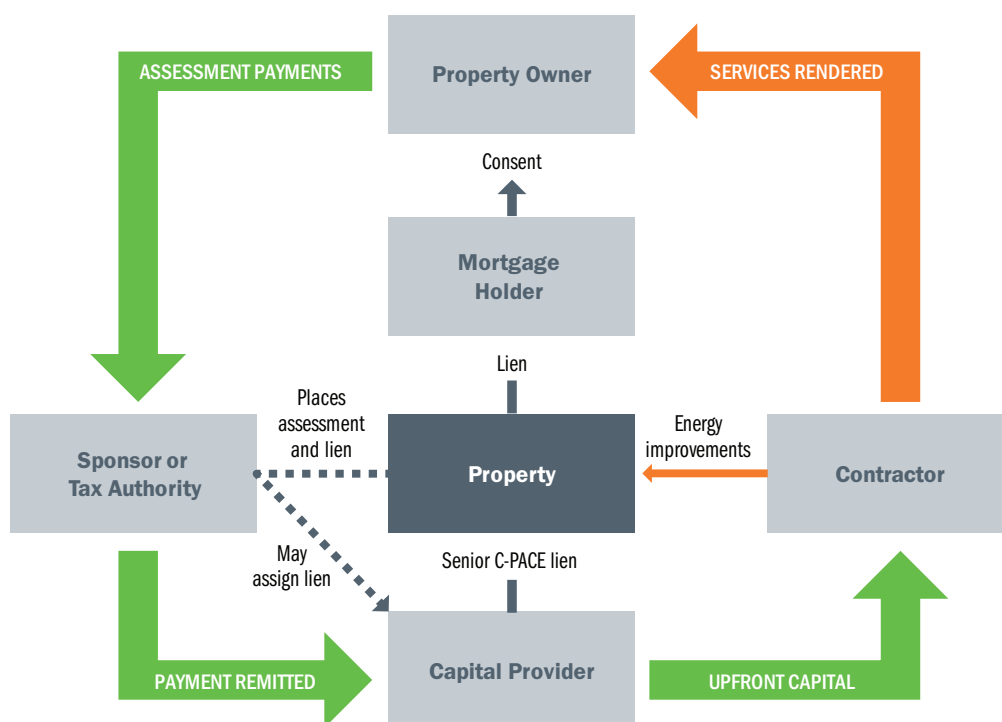 ASSESSMENT PAYMENTS
Property Owner
SERVICES RENDERED
Consent
Mortgage
Holder
Lien
Places
assessment
and lien
Energy
improvements
Sponsor or
Tax Authority
Property
Contractor
May
assign lien
Senior C-PACE lien
Capital Provider
PAYMENT REMITTED
UPFRONT CAPITAL